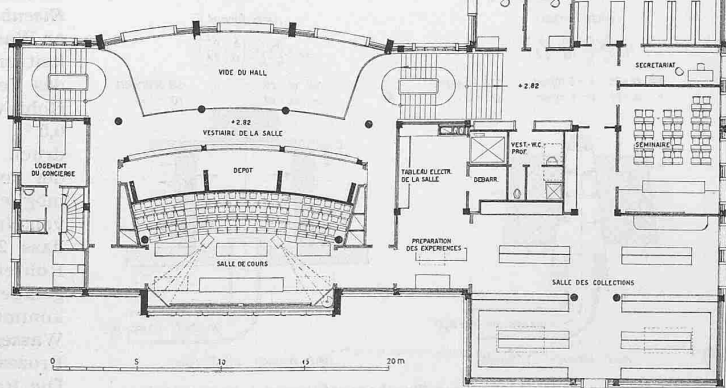 VIDE DU HALL
SECRETARIAT
+2.82
+2.82
VESTIAIRE DE LA SALLE
SEMINAIRE
VEST.-W.C.
PROF.
LOGEMENT
DU CONCIERGE
DEPOT
TABLEAU ELECTR.
DE LA SALLE
DEBARR.
PREPARATION
DES EXPERIENCES
SALLE DE COURS
SALLE DES COLLECTIONS
0 5 10 15 20 m